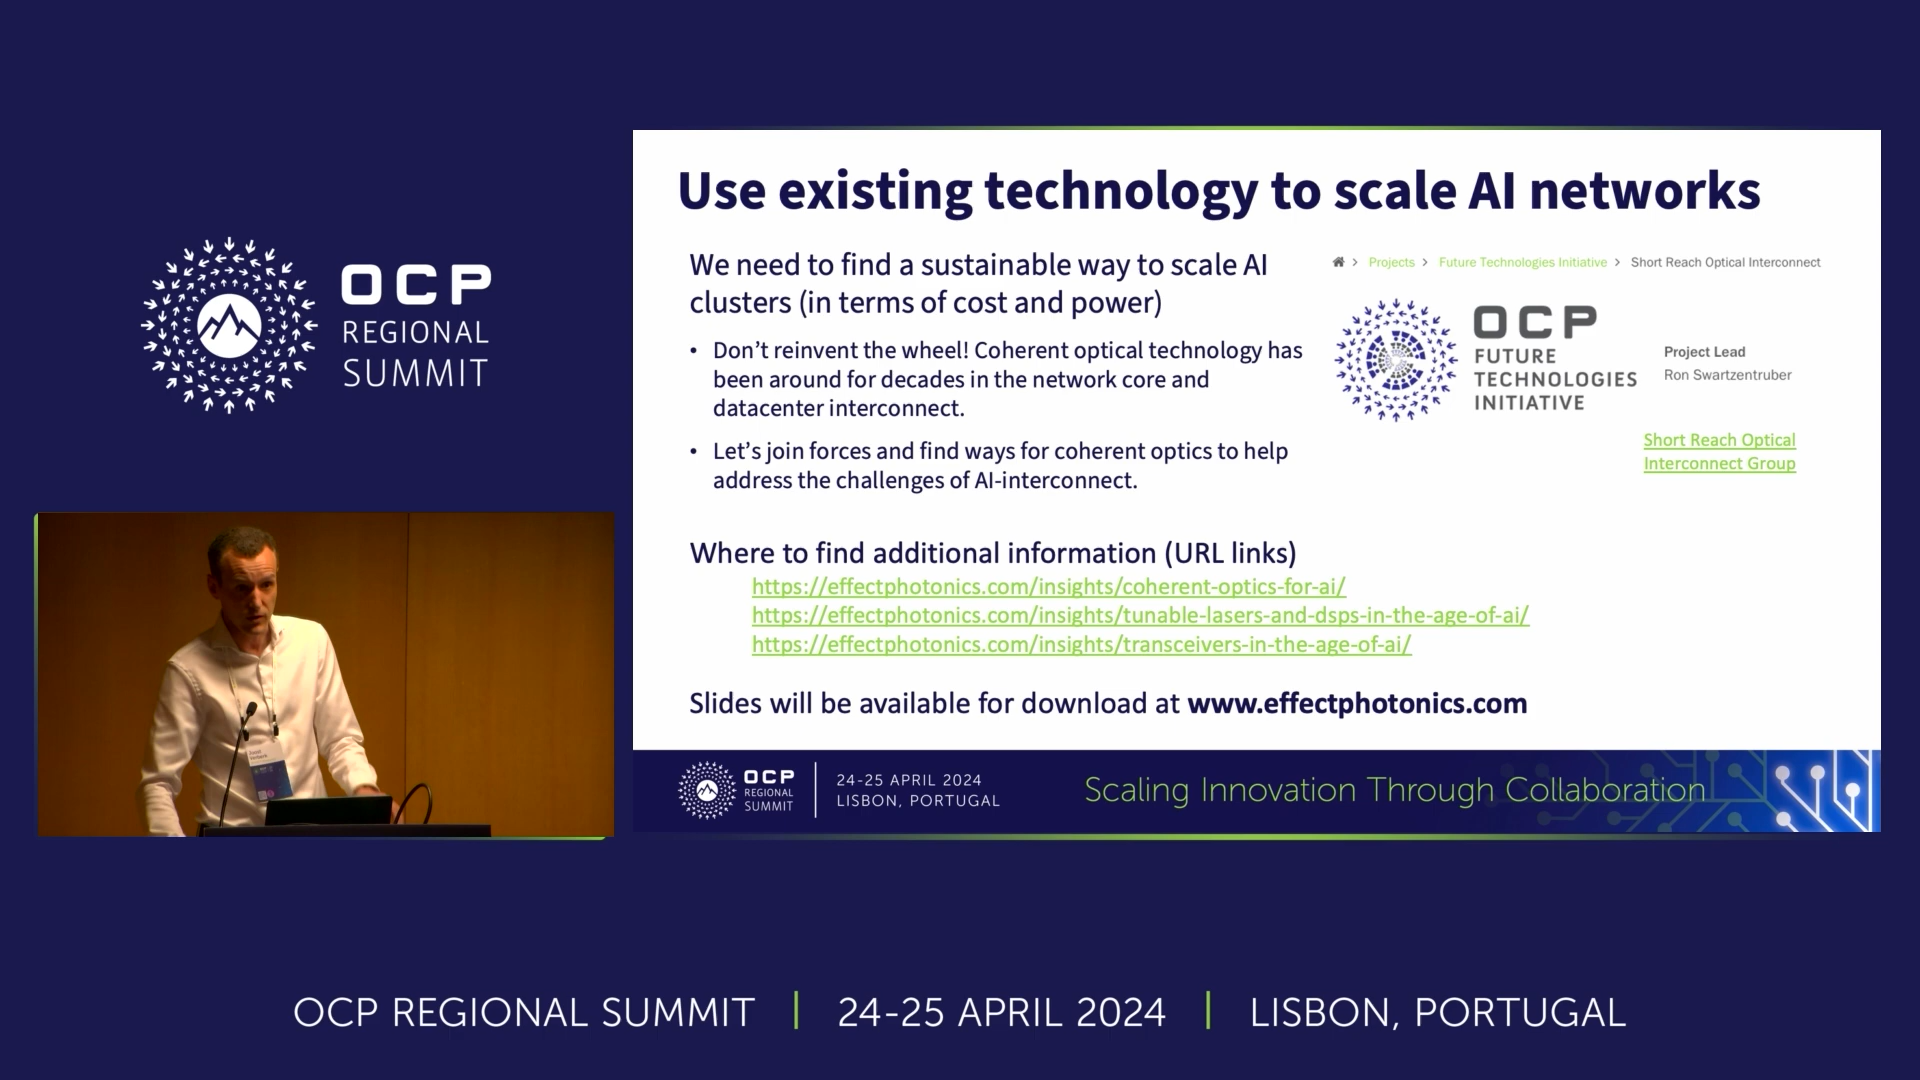 OCP
REGIONAL
SUMMIT
Use existing technology to scale AI networks
We need to find a sustainable way to scale AI
clusters (in terms of cost and power)
• Don’t reinvent the wheel! Coherent optical technology has
been around for decades in the network core and
datacenter interconnect.
• Let’s join forces and find ways for coherent optics to help
address the challenges of AI-interconnect.
> Projects > Future Technologies Initiative > Short Reach Optical Interconnect
OCP
FUTURE
TECHNOLOGIES
INITIATIVE
Project Lead
Ron Swartzentruber
Short Reach Optical
Interconnect Group
Where to find additional information (URL links)
https://effectphotonics.com/insights/coherent-optics-for-ai/
https://effectphotonics.com/insights/tunable-lasers-and-dsps-in-the-age-of-ai/
https://effectphotonics.com/insights/transceivers-in-the-age-of-ai/
Slides will be available for download at www.effectphotonics.com
OCP
REGIONAL
SUMMIT
24-25 APRIL 2024
LISBON, PORTUGAL
Scaling Innovation Through Collaboration
OCP REGIONAL SUMMIT | 24-25 APRIL 2024 | LISBON, PORTUGAL